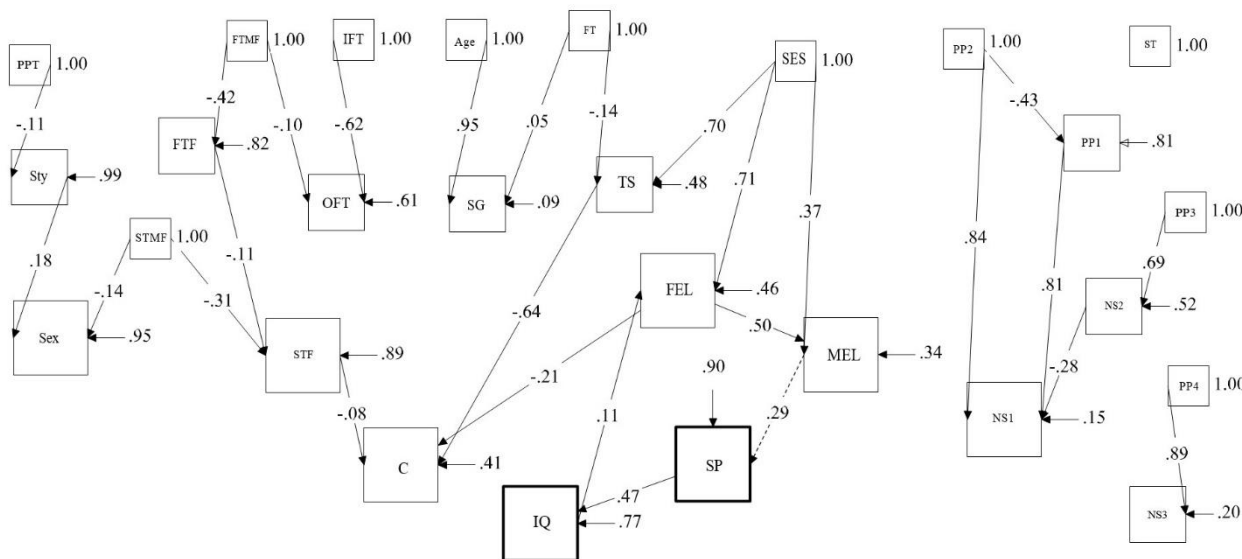 PPT 1.00
FTMF 1.00
IFT 1.00
Age 1.00
FT 1.00
SES 1.00
PP2 1.00
ST 1.00
-.11
-.42
-.10
-.62
.95
.05
-.14
.70
.71
.37
-.43
Sty .99
FTF .82
OFT .61
SG .09
TS .48
PP1 .81
STMF 1.00
PP3 1.00
.18
-.14
-.31
-.11
-.64
.84
.81
.69
Sex .95
STF .89
FEL .46
.50
MEL .34
NS2 .52
-.28
-.08
-.21
.11
.90
.29
NS1 .15
PP4 1.00
.89
C .41
SP
.47
IQ .77
NS3 .20